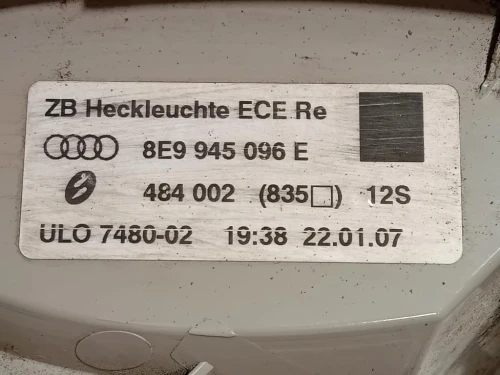 ZB Heckleuchte ECE Re
8E9 945 096 E
484 002 (835□) 12S
ULO 7480-02 19:38 22.01.07